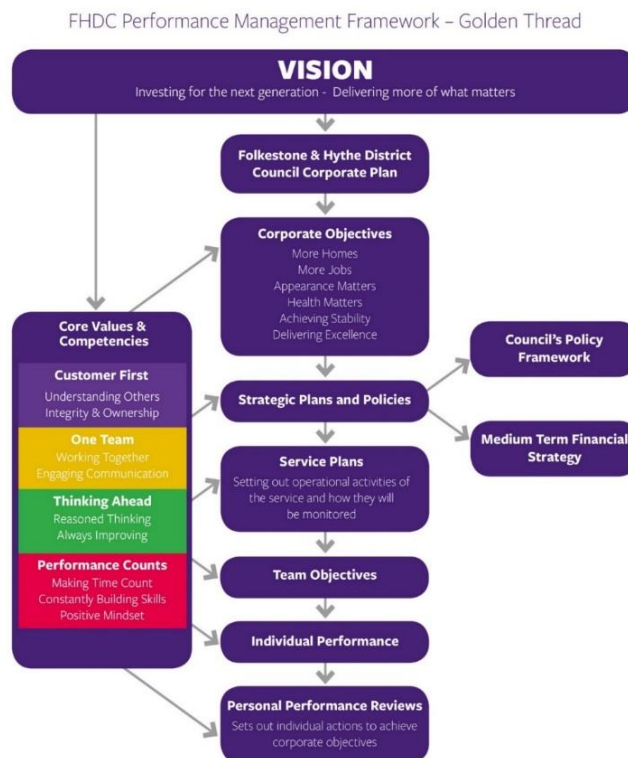 FHDC Performance Management Framework – Golden Thread
VISION
Investing for the next generation - Delivering more of what matters
Folkestone & Hythe District
Council Corporate Plan
Corporate Objectives
More Homes
More Jobs
Appearance Matters
Health Matters
Achieving Stability
Delivering Excellence
Core Values &
Competencies
Customer First
Understanding Others
Integrity & Ownership
One Team
Working Together
Engaging Communication
Thinking Ahead
Reasoned Thinking
Always Improving
Performance Counts
Making Time Count
Constantly Building Skills
Positive Mindset
Strategic Plans and Policies
Council's Policy
Framework
Medium Term Financial
Strategy
Service Plans
Setting out operational activities
of the service and how they will
be monitored
Team Objectives
Individual Performance
Personal Performance Reviews
Sets out individual actions to achieve
corporate objectives